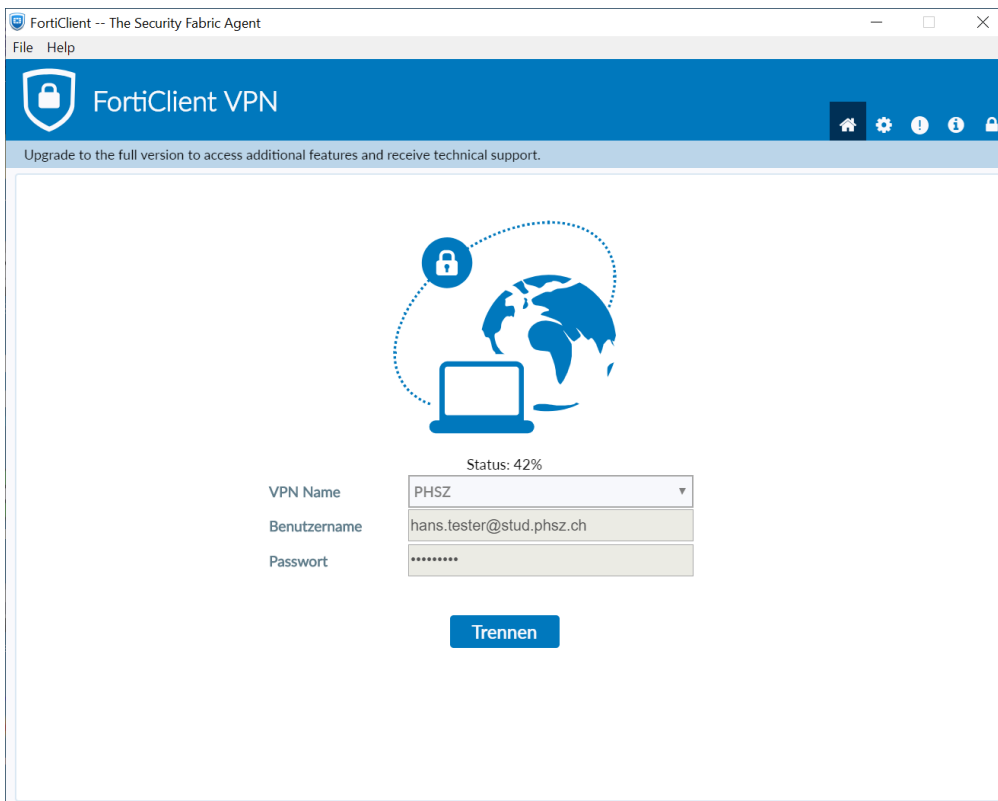 FortiClient -- The Security Fabric Agent
File Help
FortiClient VPN
Upgrade to the full version to access additional features and receive technical support.
Status: 42%
VPN Name PHSZ
Benutzername hans.tester@stud.phsz.ch
Passwort •••••••••
Trennen